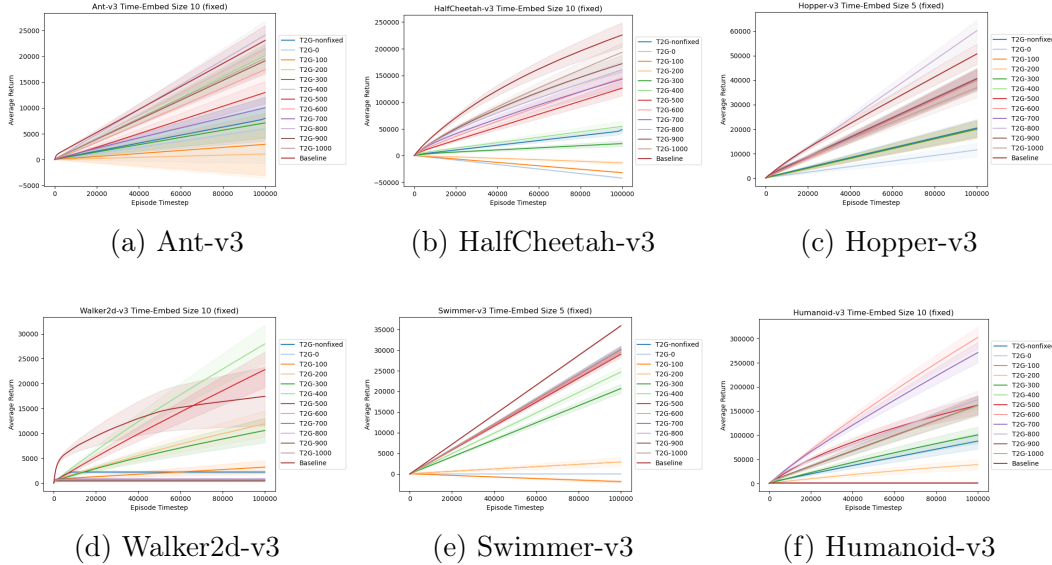 Ant-v3 Time-Embed Size 10 (fixed)
25000
20000
15000
10000
5000
0
−5000
Average Return
0
20000
40000
60000
80000
100000
Episode Timestep
T2G-nonfixed
T2G-0
T2G-100
T2G-200
T2G-300
T2G-400
T2G-500
T2G-600
T2G-700
T2G-800
T2G-900
T2G-1000
Baseline
(a) Ant-v3
HalfCheetah-v3 Time-Embed Size 10 (fixed)
250000
200000
150000
100000
50000
0
−50000
Average Return
0
20000
40000
60000
80000
100000
Episode Timestep
T2G-nonfixed
T2G-0
T2G-100
T2G-200
T2G-300
T2G-400
T2G-500
T2G-600
T2G-700
T2G-800
T2G-900
T2G-1000
Baseline
(b) HalfCheetah-v3
Hopper-v3 Time-Embed Size 5 (fixed)
60000
50000
40000
30000
20000
10000
0
Average Return
0
20000
40000
60000
80000
100000
Episode Timestep
T2G-nonfixed
T2G-0
T2G-100
T2G-200
T2G-300
T2G-400
T2G-500
T2G-600
T2G-700
T2G-800
T2G-900
T2G-1000
Baseline
(c) Hopper-v3
Walker2d-v3 Time-Embed Size 10 (fixed)
30000
25000
20000
15000
10000
5000
0
Average Return
0
20000
40000
60000
80000
100000
Episode Timestep
T2G-nonfixed
T2G-0
T2G-100
T2G-200
T2G-300
T2G-400
T2G-500
T2G-600
T2G-700
T2G-800
T2G-900
T2G-1000
Baseline
(d) Walker2d-v3
Swimmer-v3 Time-Embed Size 5 (fixed)
35000
30000
25000
20000
15000
10000
5000
0
Average Return
0
20000
40000
60000
80000
100000
Episode Timestep
T2G-nonfixed
T2G-0
T2G-100
T2G-200
T2G-300
T2G-400
T2G-500
T2G-600
T2G-700
T2G-800
T2G-900
T2G-1000
Baseline
(e) Swimmer-v3
Humanoid-v3 Time-Embed Size 10 (fixed)
300000
250000
200000
150000
100000
50000
0
Average Return
0
20000
40000
60000
80000
100000
Episode Timestep
T2G-nonfixed
T2G-0
T2G-100
T2G-200
T2G-300
T2G-400
T2G-500
T2G-600
T2G-700
T2G-800
T2G-900
T2G-1000
Baseline
(f) Humanoid-v3